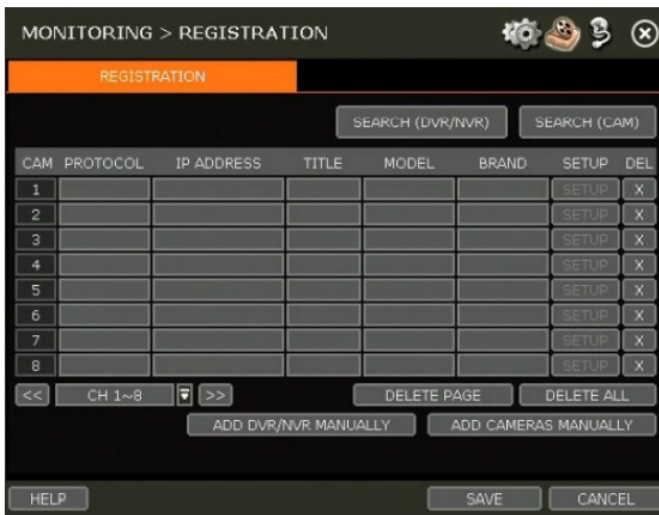 MONITORING > REGISTRATION
REGISTRATION
SEARCH (DVR/NVR) SEARCH (CAM)
CAM PROTOCOL IP ADDRESS TITLE MODEL BRAND SETUP DEL
1 SETUP X
2 SETUP X
3 SETUP X
4 SETUP X
5 SETUP X
6 SETUP X
7 SETUP X
8 SETUP X
<< CH 1~8 >> DELETE PAGE DELETE ALL
ADD DVR/NVR MANUALLY ADD CAMERAS MANUALLY
HELP SAVE CANCEL